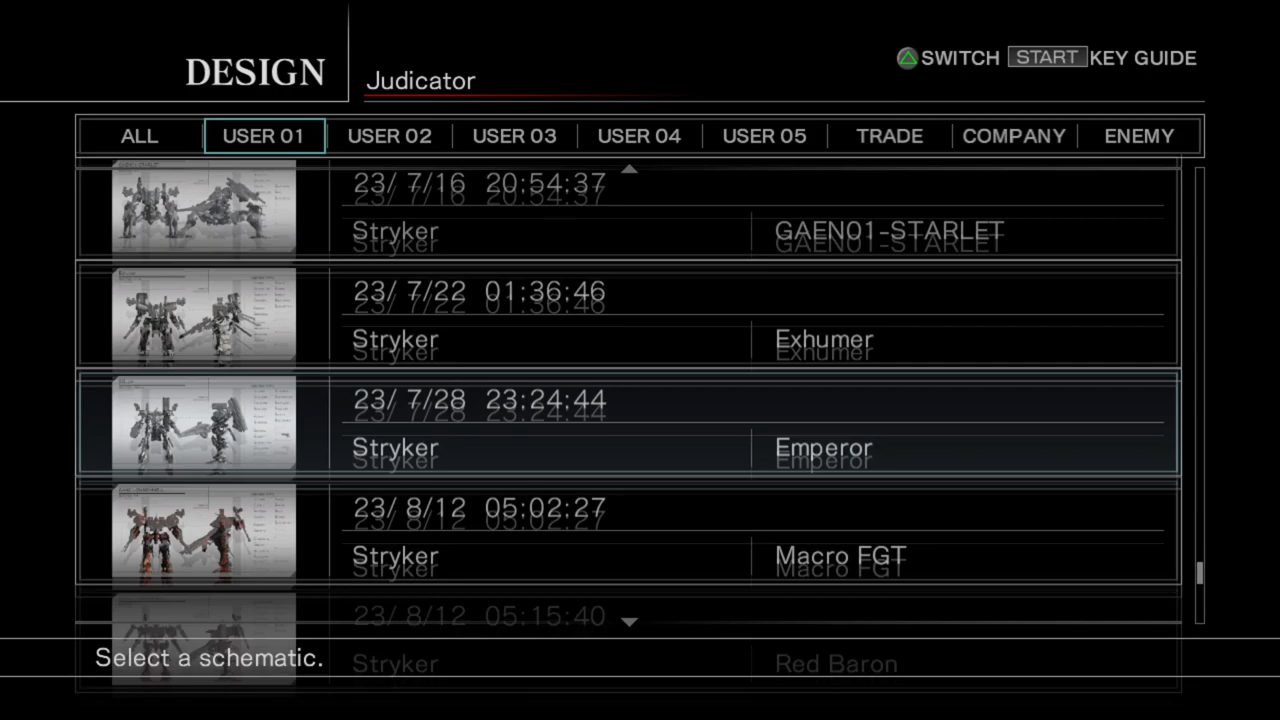 DESIGN
Judicator
SWITCH START KEY GUIDE
ALL USER 01 USER 02 USER 03 USER 04 USER 05 TRADE COMPANY ENEMY
23/ 7/16 20:54:37
Stryker GAEN01-STARLET
23/ 7/22 01:36:46
Stryker Exhumer
23/ 7/28 23:24:44
Stryker Emperor
23/ 8/12 05:02:27
Stryker Macro FGT
23/ 8/12 05:15:40
Stryker Red Baron
Select a schematic.